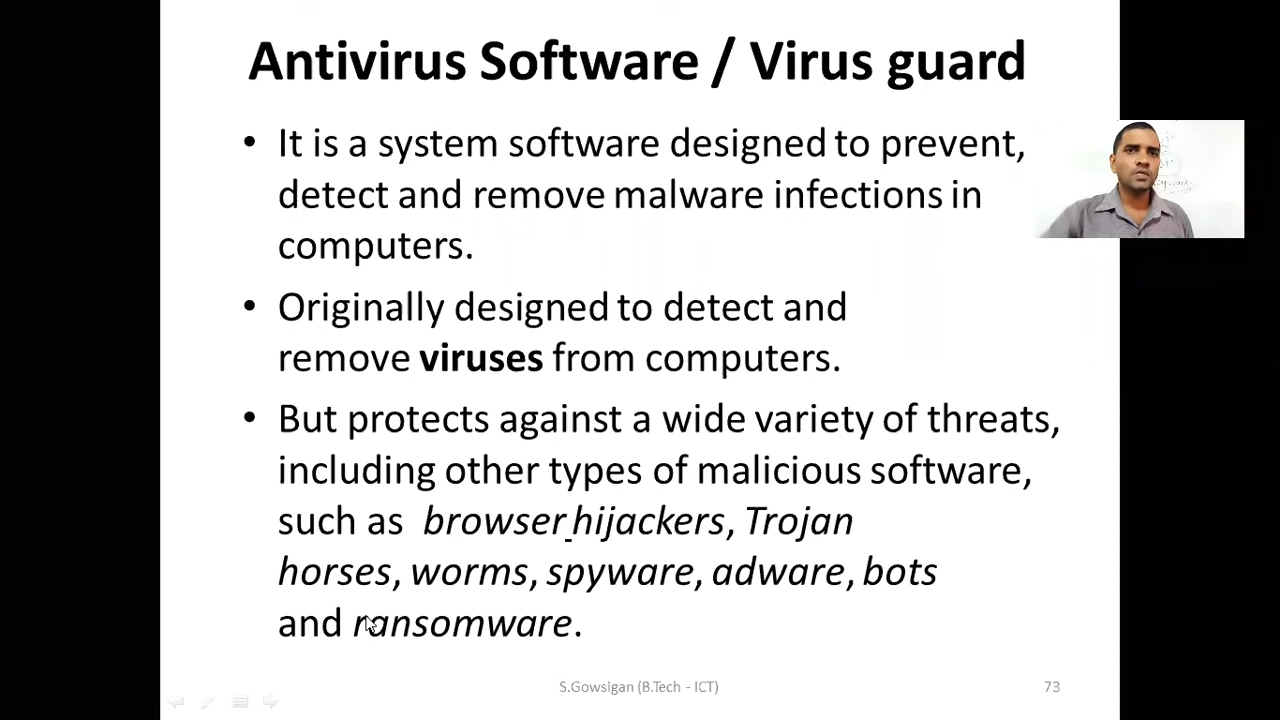 Antivirus Software / Virus guard
• It is a system software designed to prevent,
detect and remove malware infections in
computers.
• Originally designed to detect and
remove viruses from computers.
• But protects against a wide variety of threats,
including other types of malicious software,
such as browser hijackers, Trojan
horses, worms, spyware, adware, bots
and ransomware.
S.Gowsigan (B.Tech - ICT)
73